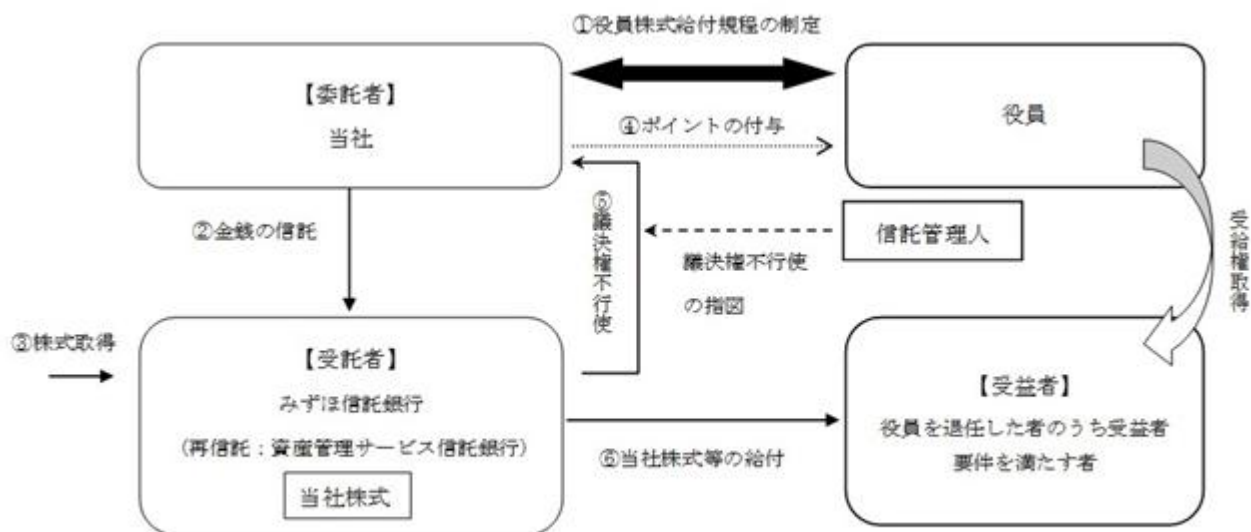 ①役員株式給付規程の制定
【委託者】
当社
役員
④ポイントの付与
②金銭の信託
⑤議決権不行使
信託管理人
議決権不行使
の指図
受給権取得
③株式取得
【受託者】
みずほ信託銀行
（再信託：資産管理サービス信託銀行）
当社株式
⑥当社株式等の給付
【受益者】
役員を退任した者のうち受益者
要件を満たす者